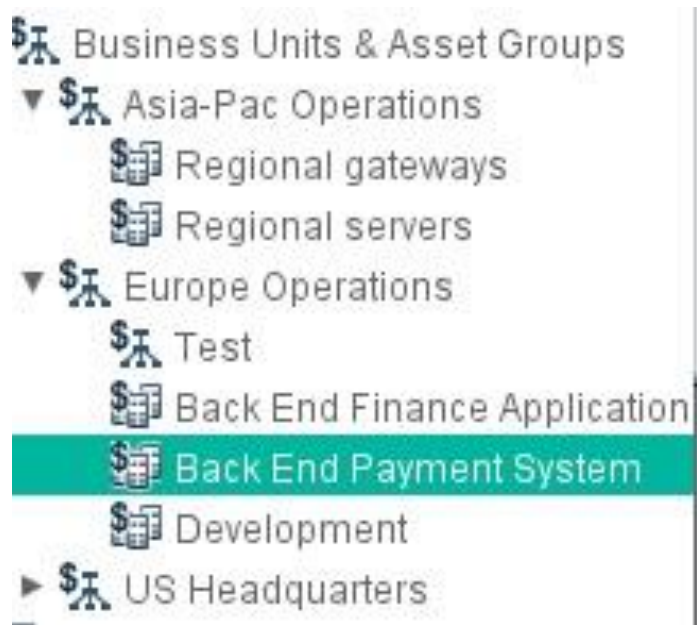 Business Units & Asset Groups
Asia-Pac Operations
Regional gateways
Regional servers
Europe Operations
Test
Back End Finance Application
Back End Payment System
Development
US Headquarters